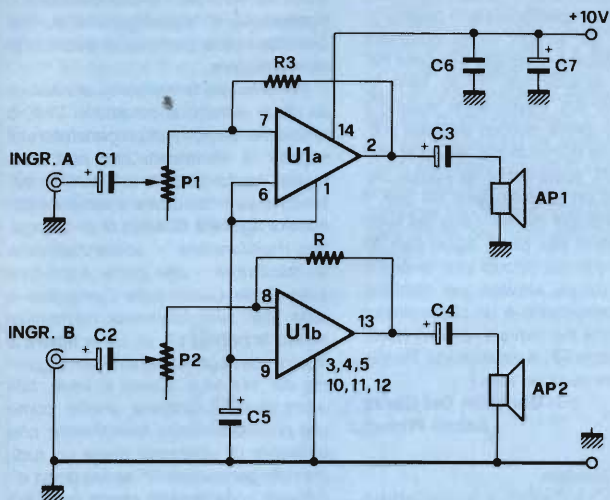 +10V
R3
C6
C7
7
14
2
C3
INGR. A
C1
P1
U1a
6
1
AP1
R
8
13
C4
INGR. B
C2
P2
U1b
9
3, 4, 5
10, 11, 12
AP2
C5